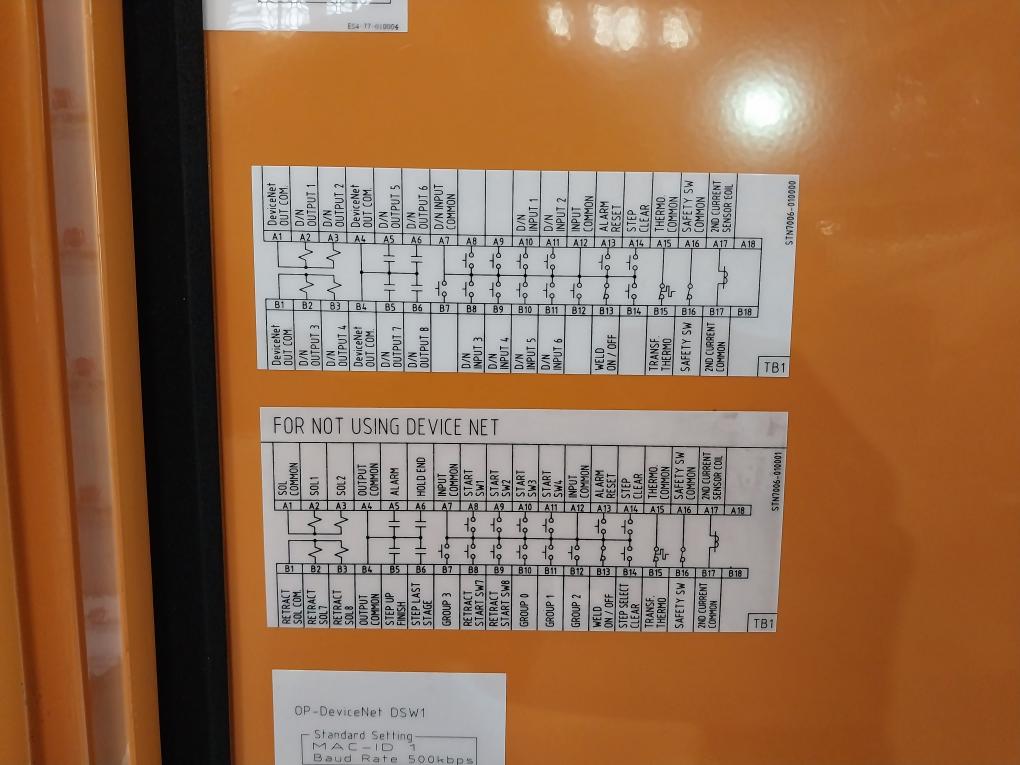 ES4-77-010004
DeviceNet
OUT COM.
D/N
OUTPUT 1
D/N
OUTPUT 2
DeviceNet
OUT COM.
D/N
OUTPUT 5
D/N
OUTPUT 6
D/N INPUT
COMMON
D/N
INPUT 1
D/N
INPUT 2
INPUT
COMMON
ALARM
RESET
STEP
CLEAR
THERMO.
COMMON
SAFETY SW
COMMON
2ND CURRENT
SENSOR COIL
STN7006-010000
A1 A2 A3 A4 A5 A6 A7 A8 A9 A10 A11 A12 A13 A14 A15 A16 A17 A18
B1 B2 B3 B4 B5 B6 B7 B8 B9 B10 B11 B12 B13 B14 B15 B16 B17 B18
DeviceNet
OUT COM.
D/N
OUTPUT 3
D/N
OUTPUT 4
DeviceNet
OUT COM.
D/N
OUTPUT 7
D/N
OUTPUT 8
D/N
INPUT 3
D/N
INPUT 4
D/N
INPUT 5
D/N
INPUT 6
WELD
ON / OFF
TRANSF.
THERMO
SAFETY SW
2ND CURRENT
COMMON
TB1
FOR NOT USING DEVICE NET
SOL
COMMON
SOL1
SOL2
OUTPUT
COMMON
ALARM
HOLD END
INPUT
COMMON
START
SW1
START
SW2
START
SW3
START
SW4
INPUT
COMMON
ALARM
RESET
STEP
CLEAR
THERMO.
COMMON
SAFETY SW
COMMON
2ND CURRENT
SENSOR COIL
STN7006-010001
A1 A2 A3 A4 A5 A6 A7 A8 A9 A10 A11 A12 A13 A14 A15 A16 A17 A18
B1 B2 B3 B4 B5 B6 B7 B8 B9 B10 B11 B12 B13 B14 B15 B16 B17 B18
RETRACT
SOL COM.
RETRACT
SOL7
RETRACT
SOL8
OUTPUT
COMMON
STEP UP
FINISH
STEP LAST
STAGE
GROUP 3
RETRACT
START SW7
RETRACT
START SW8
GROUP 0
GROUP 1
GROUP 2
WELD
ON / OFF
STEP SELECT
CLEAR
TRANSF.
THERMO
SAFETY SW
2ND CURRENT
COMMON
TB1
OP-DeviceNet DSW1
Standard Setting
MAC-ID 1
Baud Rate 500kbps